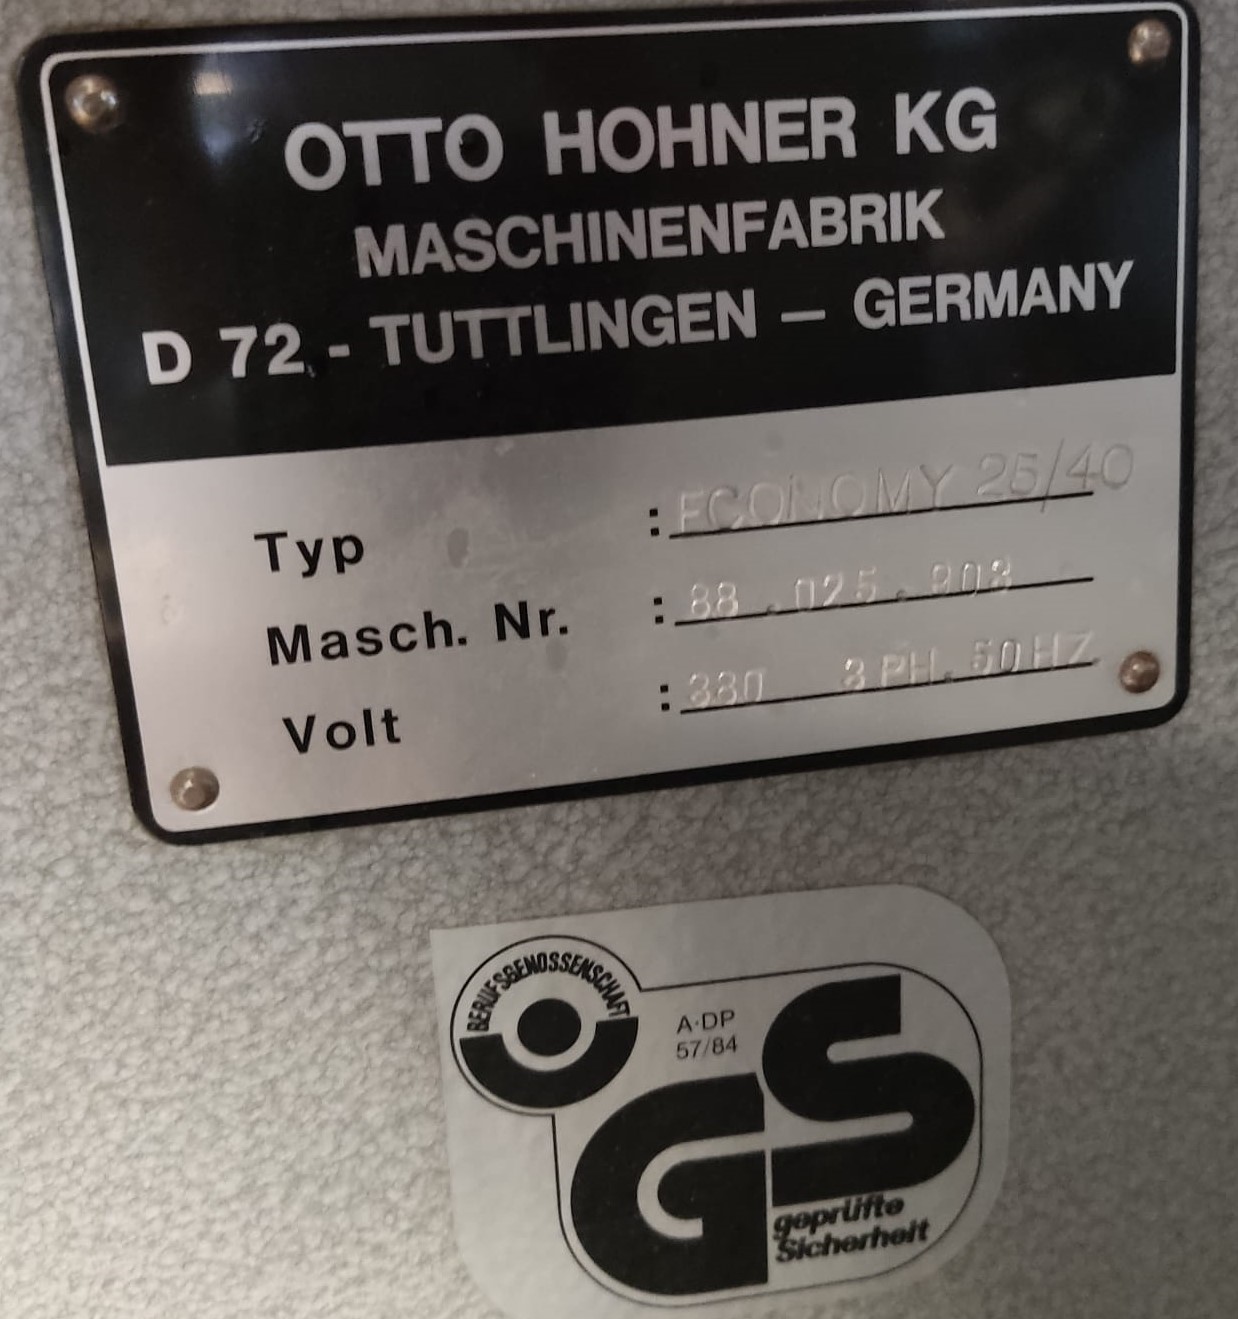 OTTO HOHNER KG
MASCHINENFABRIK
D 72 - TUTTLINGEN — GERMANY
Typ : ECONOMY 25/40
Masch. Nr. : 88 . 025 . 903
Volt : 380 3 PH. 50 HZ
BERUFSGENOSSENSCHAFT
A·DP
57/84
GS
geprüfte
Sicherheit